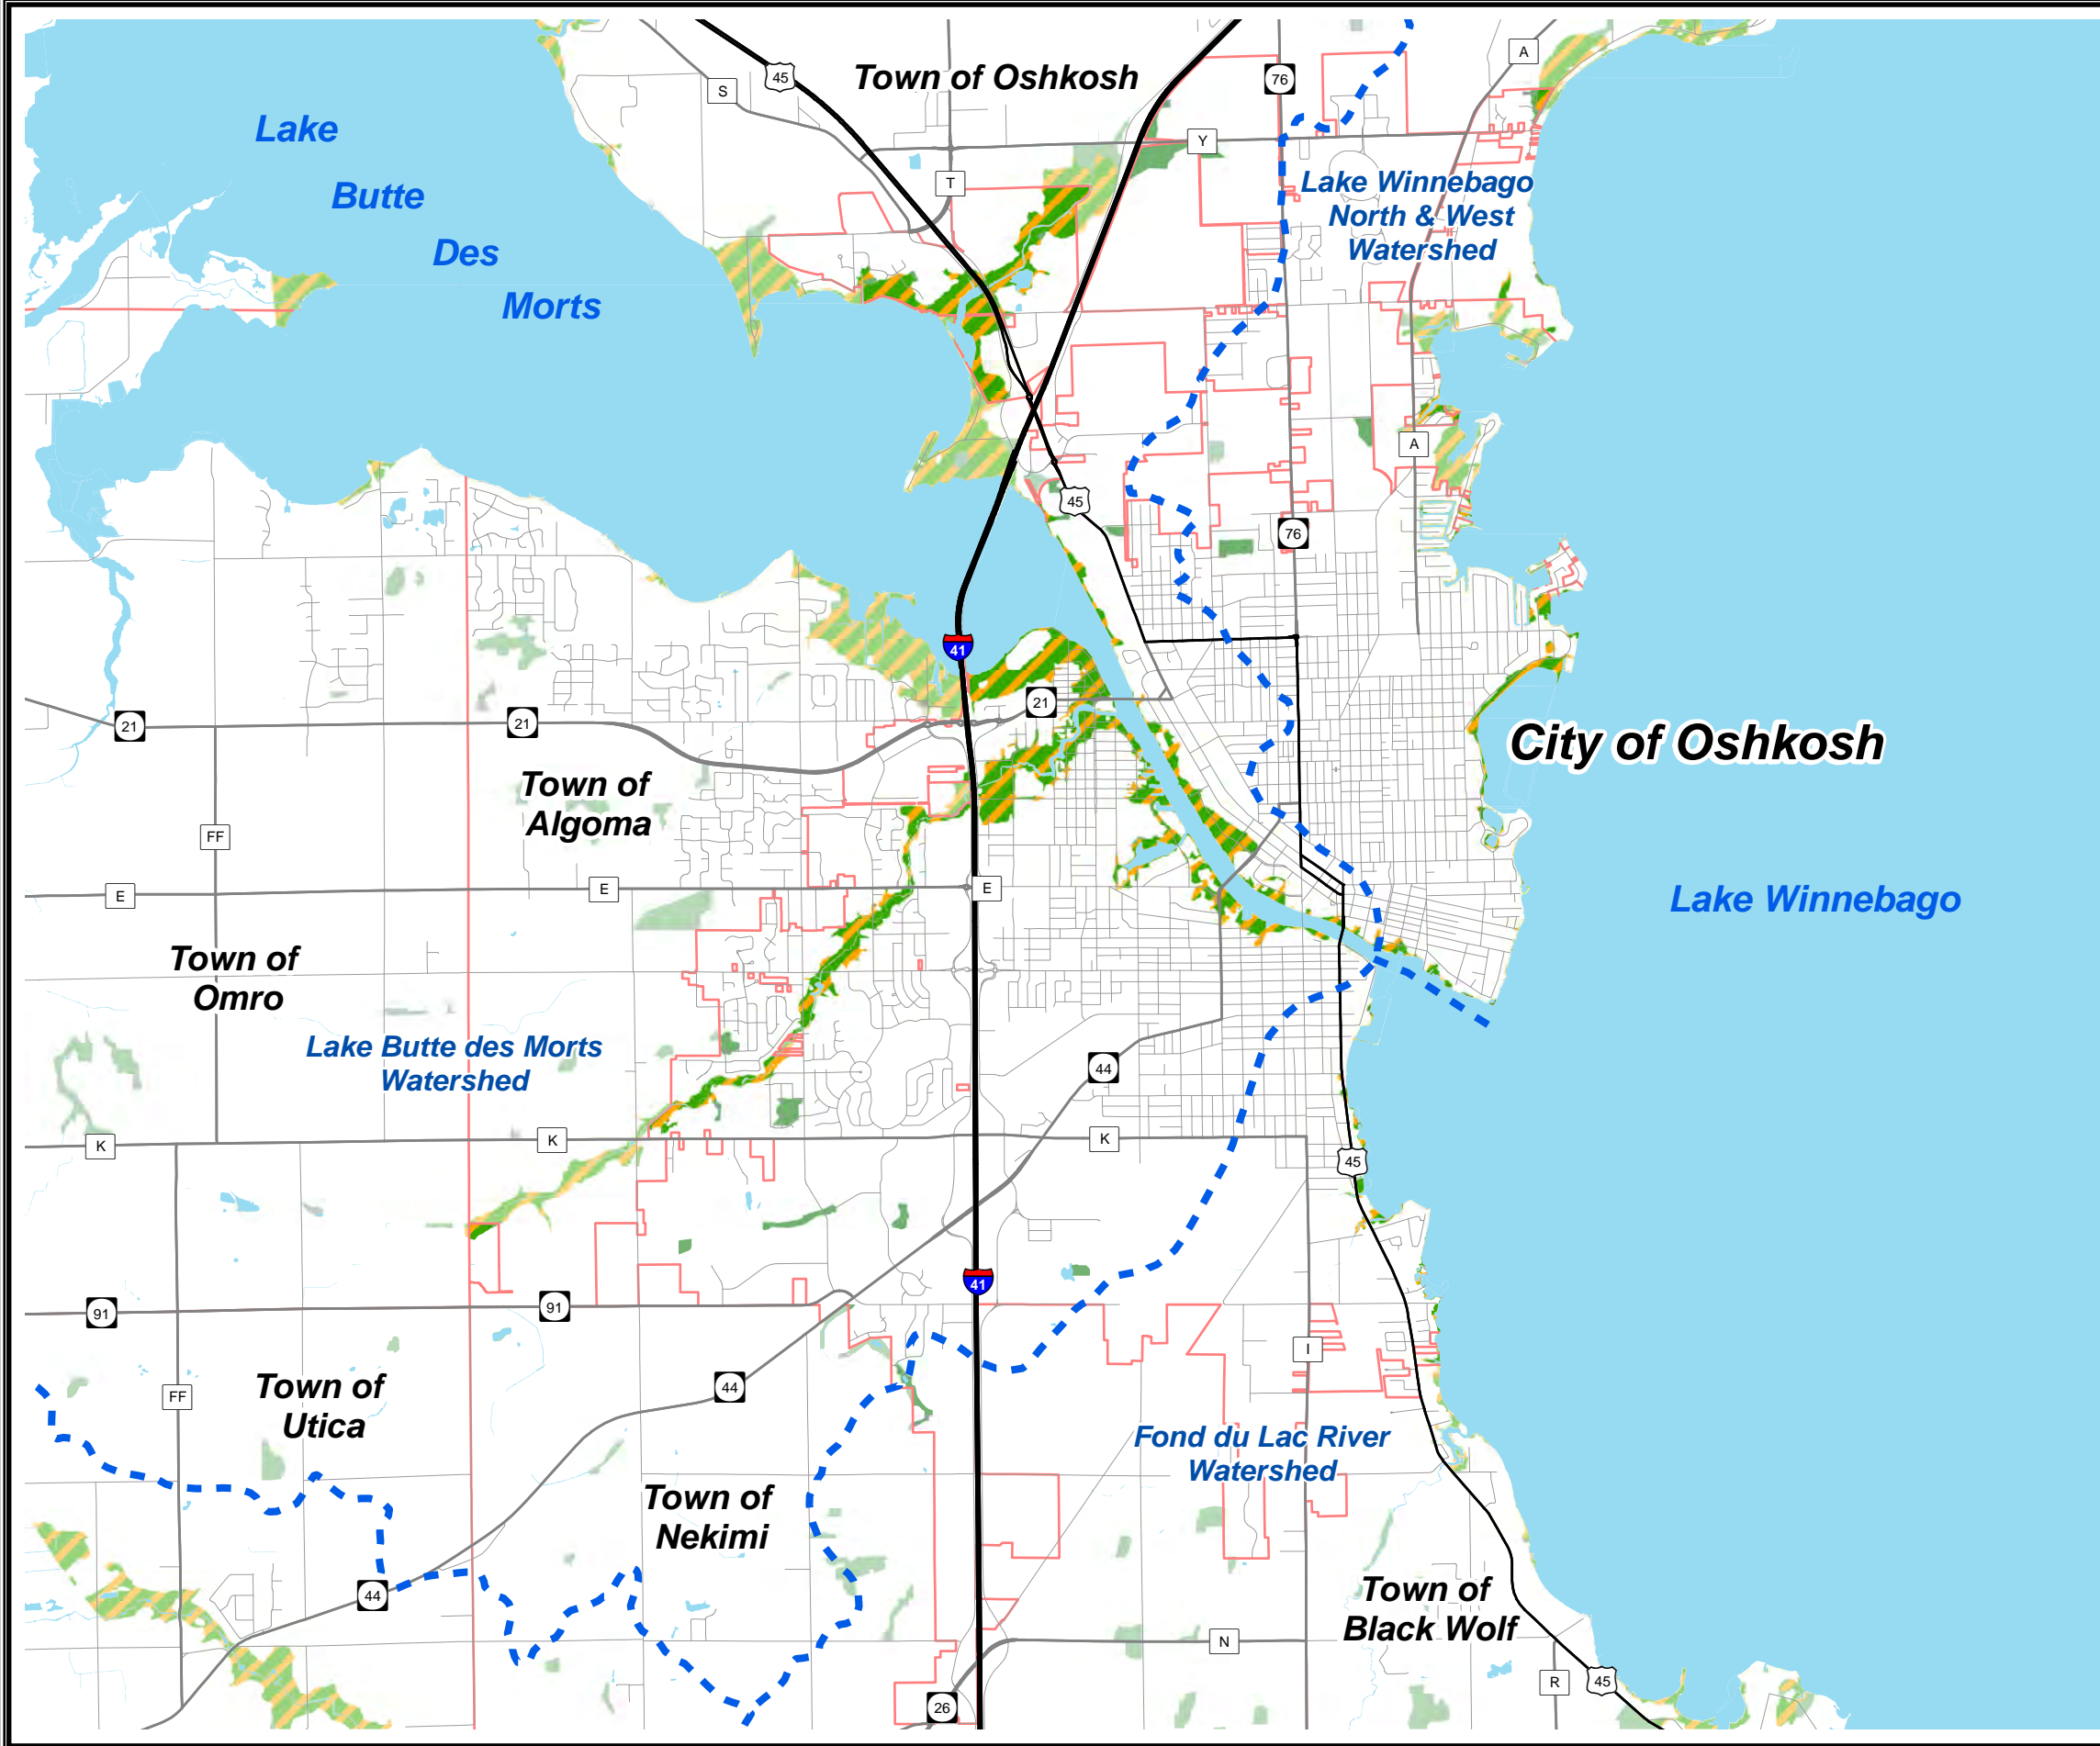 A
45
Town of Oshkosh
76
S
Lake
Y
T
Lake Winnebago
North & West
Watershed
Butte
Des
Morts
A
45
76
41
21
21
21
City of Oshkosh
Town of
Algoma
FF
E
E
E
Lake Winnebago
Town of
Omro
Lake Butte des Morts
Watershed
44
K
K
K
45
41
91
91
I
44
FF
Town of
Utica
Fond du Lac River
Watershed
Town of
Nekimi
44
Town of
Black Wolf
N
R
45
26